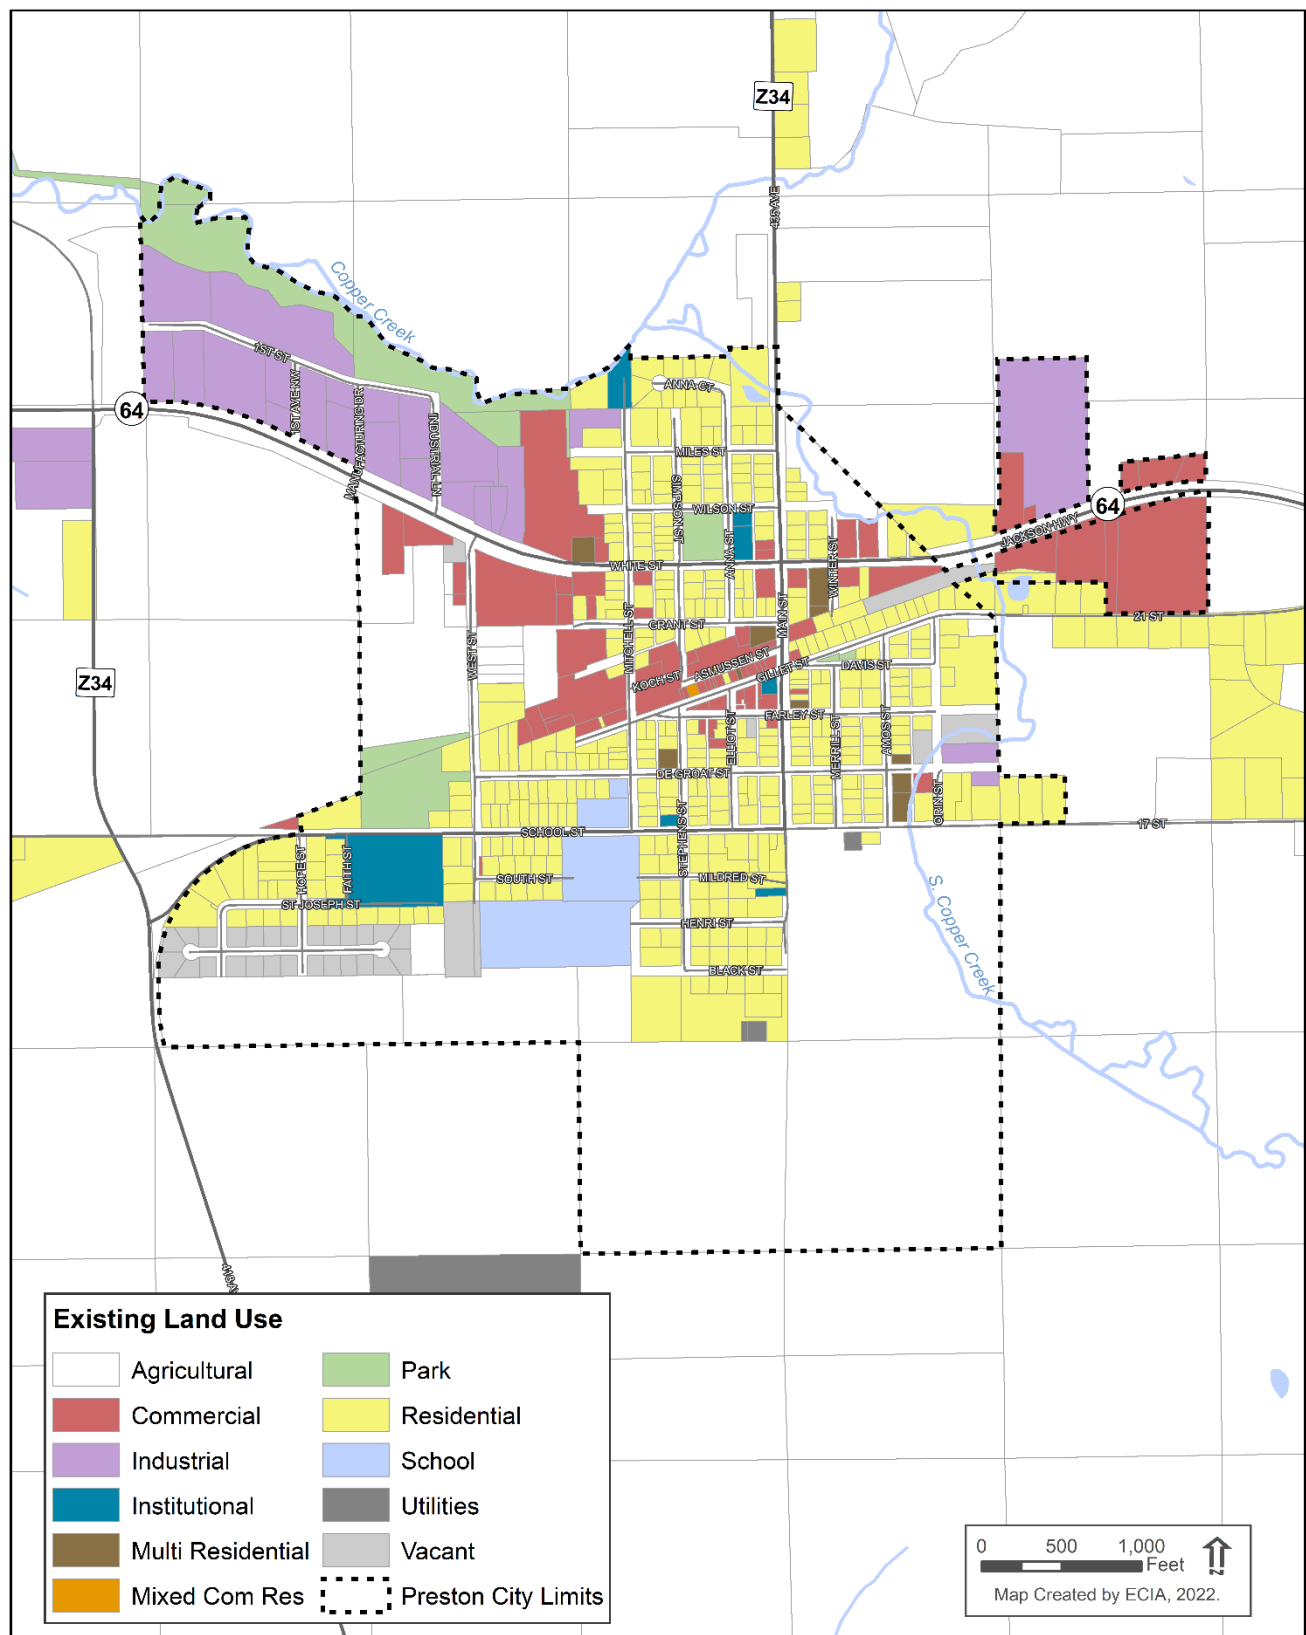 Z34
435 AVE
Copper Creek
1ST ST
ANNA CT
64
1ST AVE NW
MANUFACTURING DR
INDUSTRIAL LN
MILES ST
SIMPSON ST
WILSON ST
64
JACKSON HWY
ANNA ST
WHITE ST
WINTER ST
MAIN ST
MITCHELL ST
GRANT ST
21 ST
WEST ST
ASMUSSEN ST
KOCH ST
GILLET ST
DAVIS ST
Z34
FARLEY ST
ELLIOT ST
MERRILL ST
AMOS ST
DE GROAT ST
ORIN ST
STEPHENS ST
SCHOOL ST
17 ST
HOPE ST
FAITH ST
SOUTH ST
MILDRED ST
ST JOSEPH ST
HENRI ST
S. Copper Creek
BLACK ST
Existing Land Use
Agricultural
Commercial
Industrial
Institutional
Multi Residential
Mixed Com Res
Park
Residential
School
Utilities
Vacant
Preston City Limits
0 500 1,000
Feet
N
Map Created by ECIA, 2022.